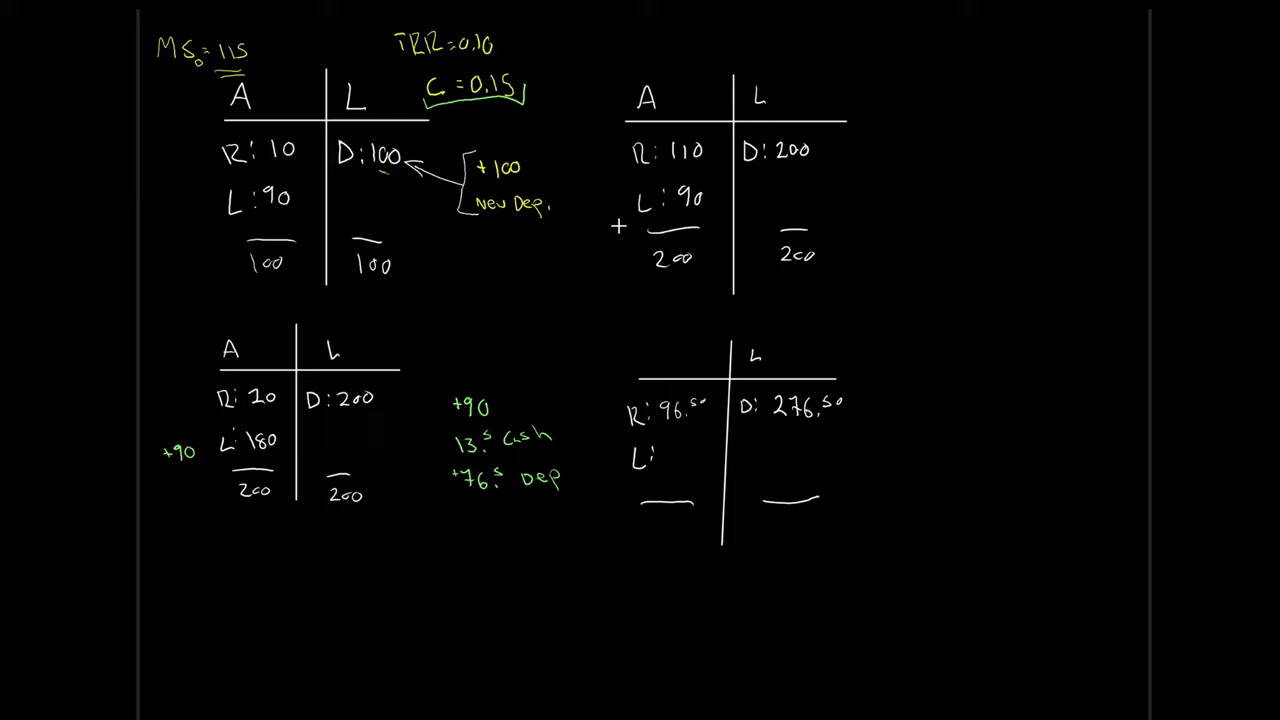 MS₀ = 115
TRR = 0.10
C = 0.15
A L
R: 10 D: 100
L: 90
100 100
+100
New Dep.
A L
R: 110 D: 200
L: 90
+
200 200
A L
R: 20 D: 200
+90 L: 180
200 200
+90
13.5 Cash
+76.5 Dep
L
R: 96.50 D: 276.50
L: